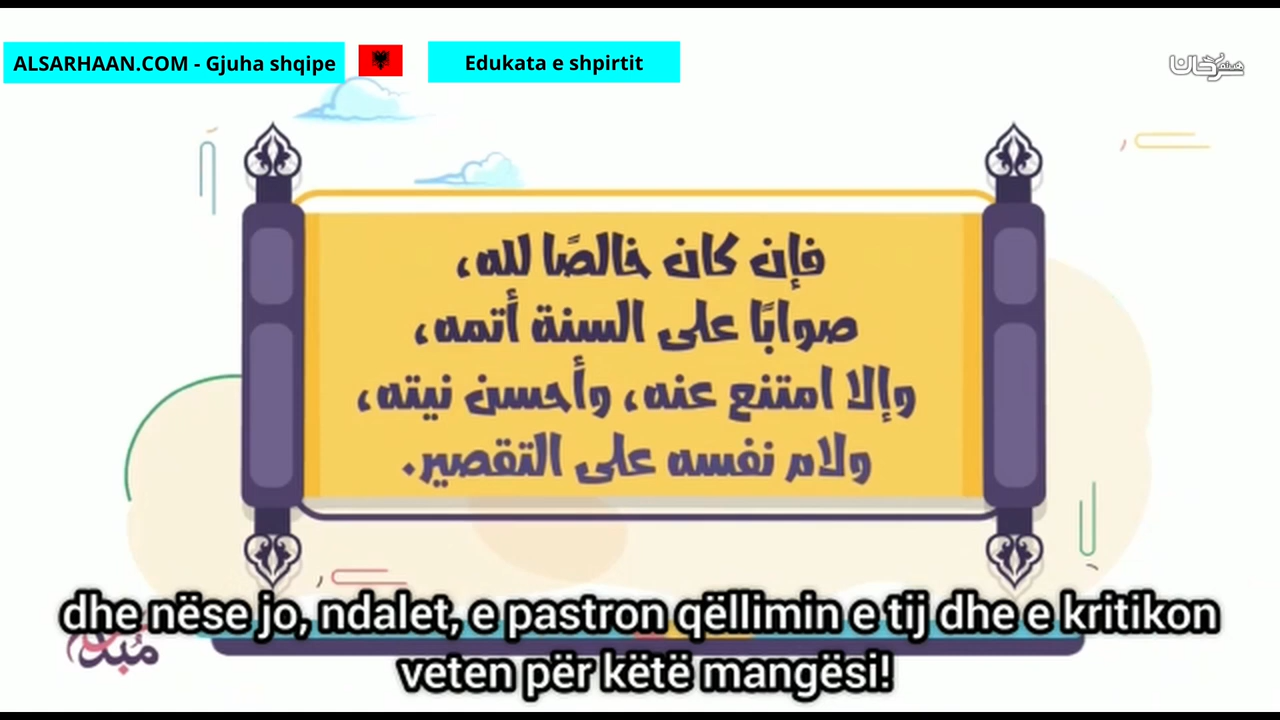 ALSARHAAN.COM - Gjuha shqipe
Edukata e shpirtit
فإن كان خالصًا لله،
صوابًا على السنة أتمه،
وإلا امتنع عنه، وأحسن نيته،
ولام نفسه على التقصير.
dhe nëse jo, ndalet, e pastron qëllimin e tij dhe e kritikon
veten për këtë mangësi!